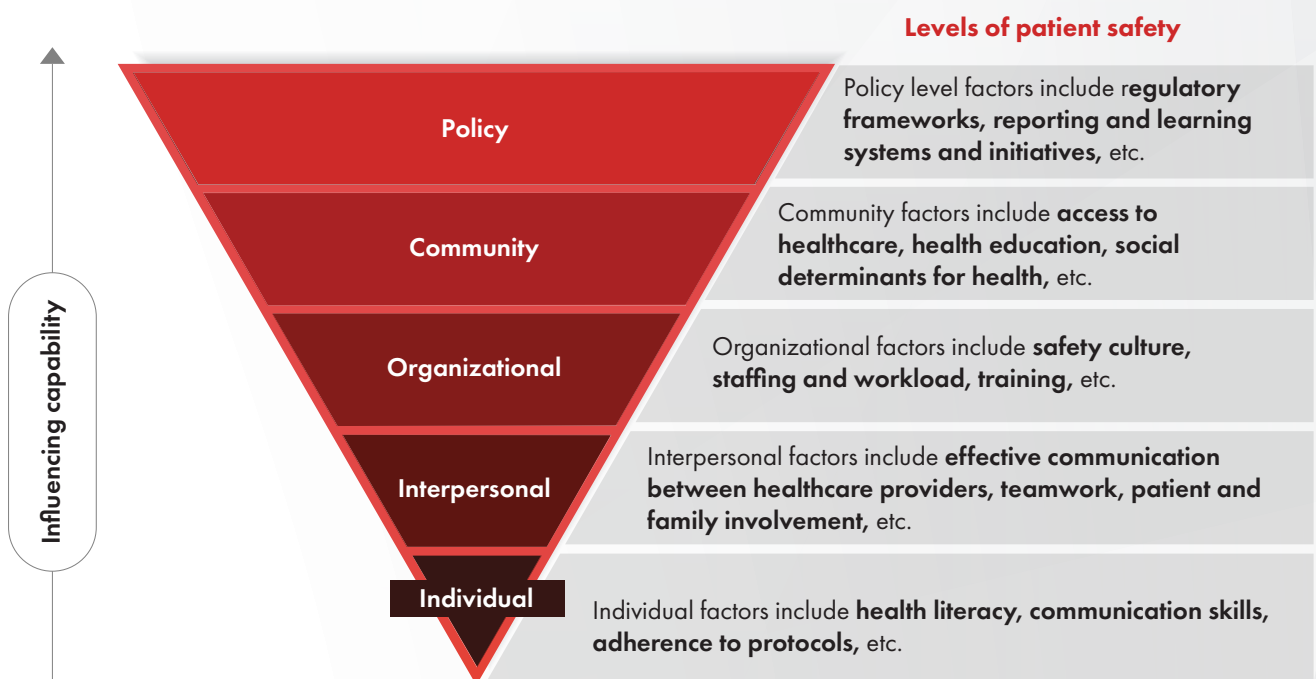 Levels of patient safety
Influencing capability
Policy
Policy level factors include regulatory
frameworks, reporting and learning
systems and initiatives, etc.
Community
Community factors include access to
healthcare, health education, social
determinants for health, etc.
Organizational
Organizational factors include safety culture,
staffing and workload, training, etc.
Interpersonal
Interpersonal factors include effective communication
between healthcare providers, teamwork, patient and
family involvement, etc.
Individual
Individual factors include health literacy, communication skills,
adherence to protocols, etc.